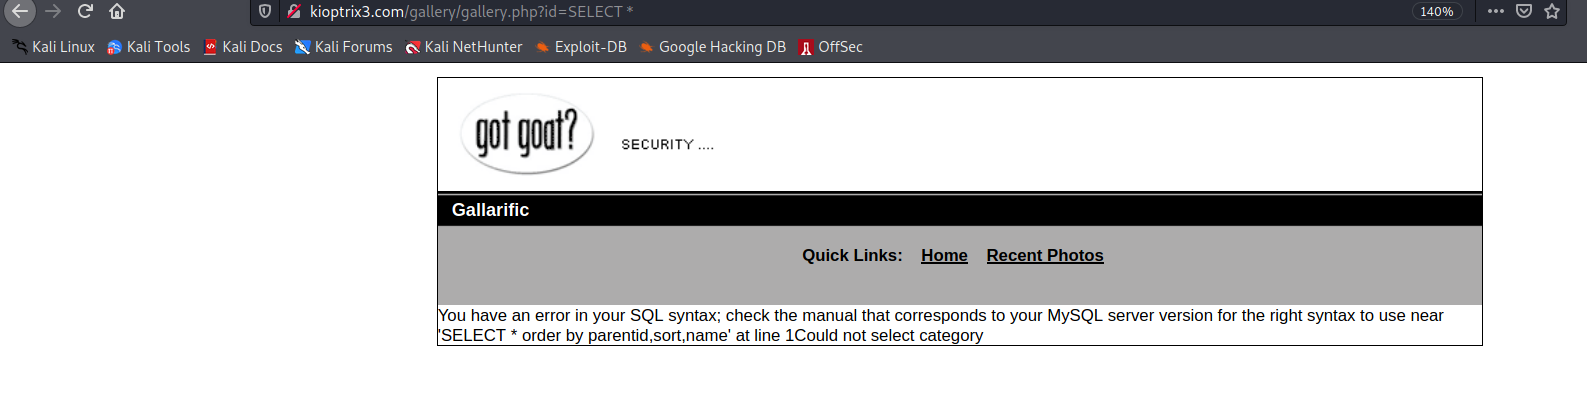 kioptrix3.com/gallery/gallery.php?id=SELECT * 140%
Kali Linux Kali Tools Kali Docs Kali Forums Kali NetHunter Exploit-DB Google Hacking DB OffSec
got goat?
SECURITY ....
Gallarific
Quick Links: Home Recent Photos
You have an error in your SQL syntax; check the manual that corresponds to your MySQL server version for the right syntax to use near
'SELECT * order by parentid,sort,name' at line 1Could not select category